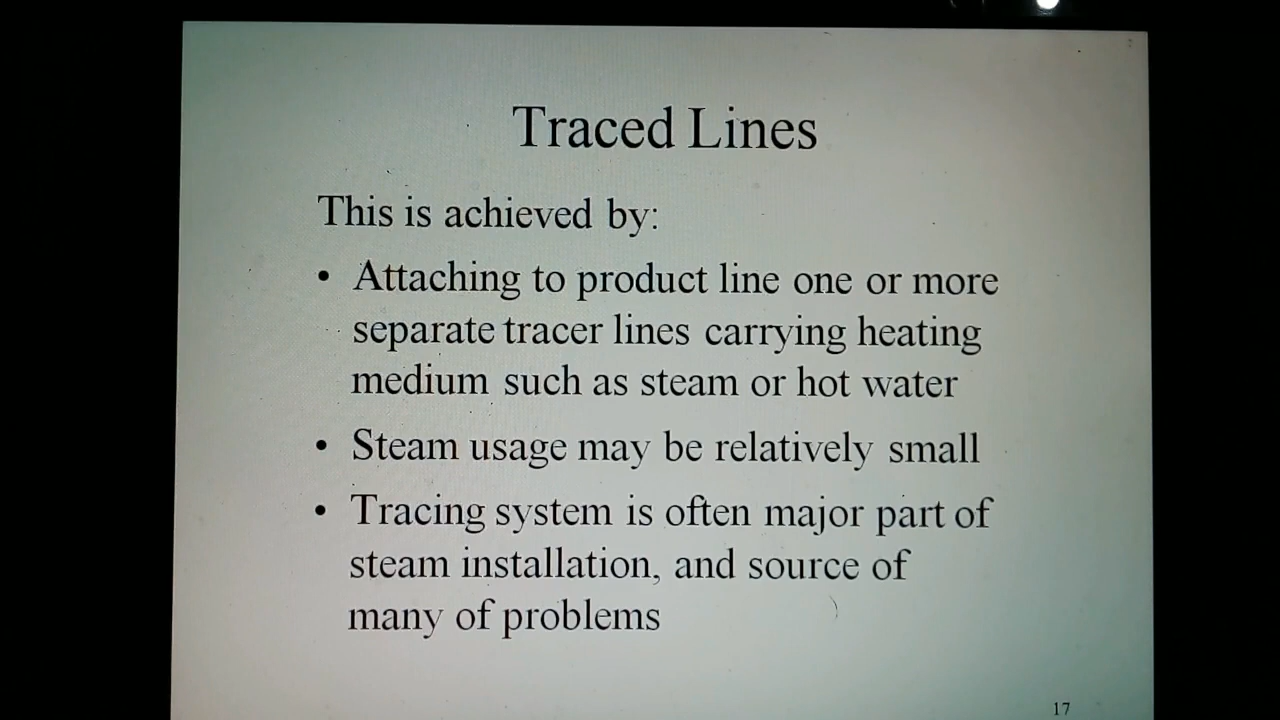 Traced Lines
This is achieved by:
• Attaching to product line one or more
separate tracer lines carrying heating
medium such as steam or hot water
• Steam usage may be relatively small
• Tracing system is often major part of
steam installation, and source of
many of problems
17